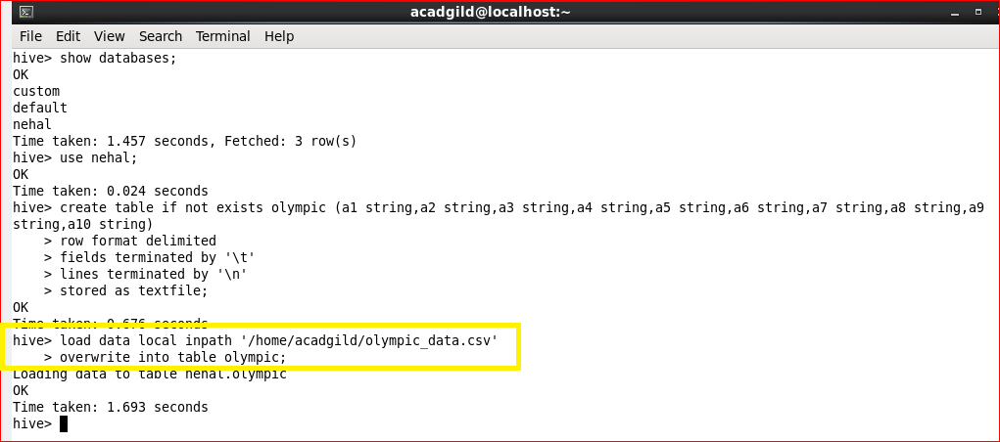 acadgild@localhost:~
File Edit View Search Terminal Help
hive> show databases;
OK
custom
default
nehal
Time taken: 1.457 seconds, Fetched: 3 row(s)
hive> use nehal;
OK
Time taken: 0.024 seconds
hive> create table if not exists olympic (a1 string,a2 string,a3 string,a4 string,a5 string,a6 string,a7 string,a8 string,a9
string,a10 string)
    > row format delimited
    > fields terminated by '\t'
    > lines terminated by '\n'
    > stored as textfile;
OK
Time taken: 0.676 seconds
hive> load data local inpath '/home/acadgild/olympic_data.csv'
    > overwrite into table olympic;
Loading data to table nehal.olympic
OK
Time taken: 1.693 seconds
hive>